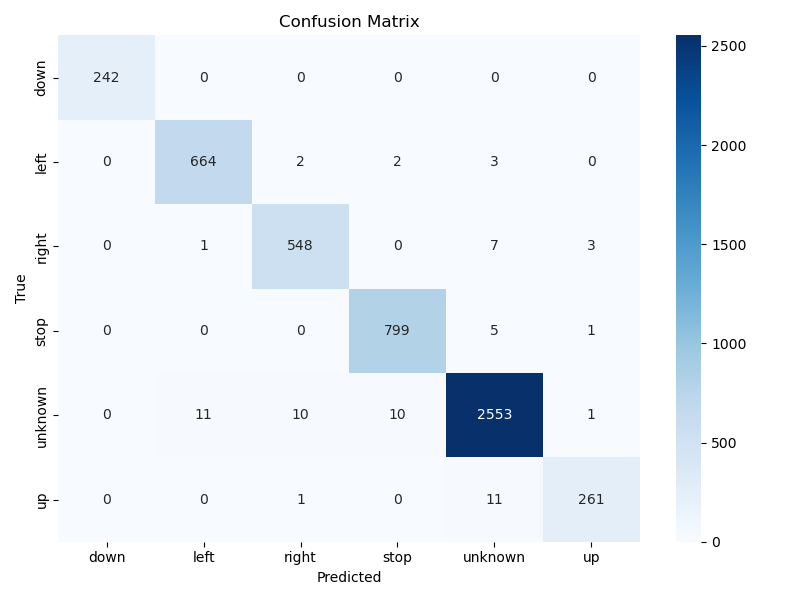 Confusion Matrix
True
down 242 0 0 0 0 0
left 0 664 2 2 3 0
right 0 1 548 0 7 3
stop 0 0 0 799 5 1
unknown 0 11 10 10 2553 1
up 0 0 1 0 11 261
down left right stop unknown up
Predicted
2500
2000
1500
1000
500
0